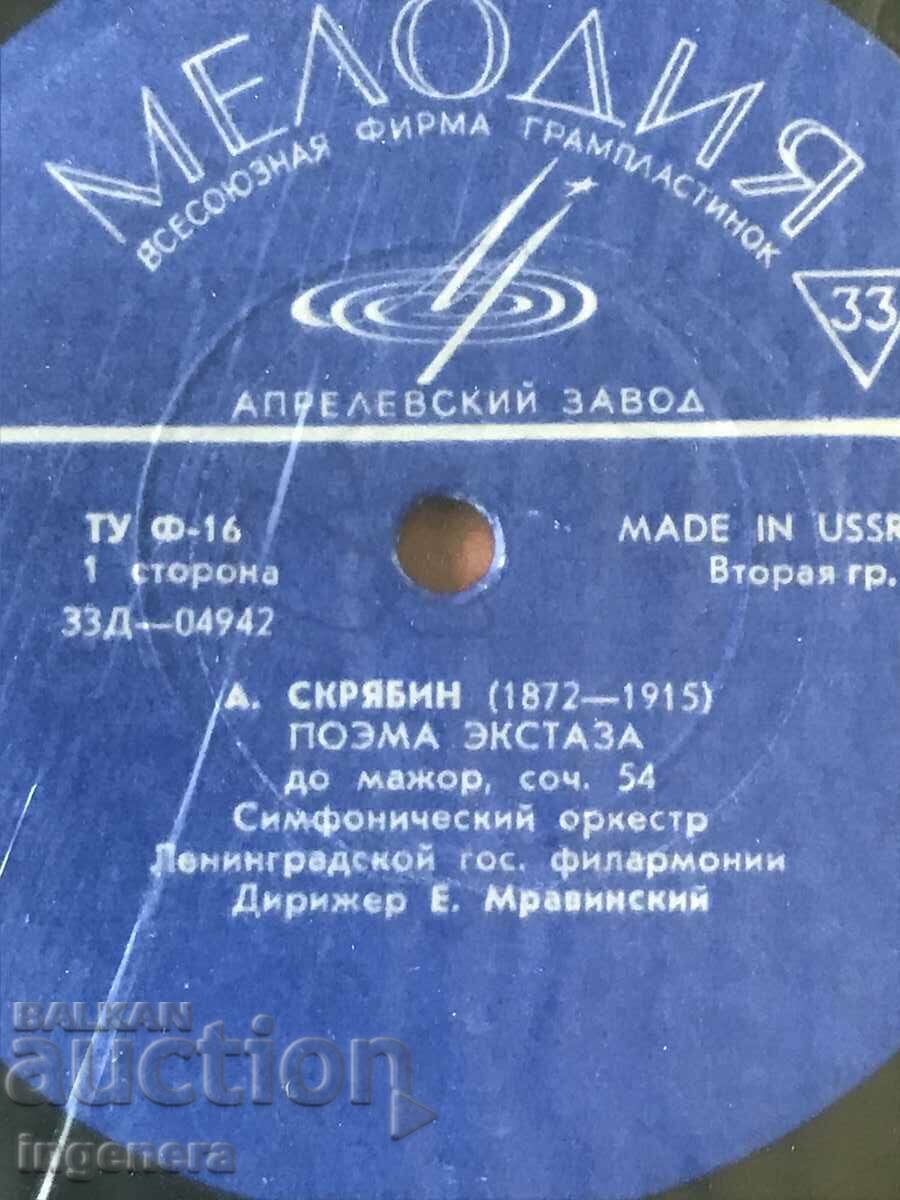 МЕЛОДИЯ
ВСЕСОЮЗНАЯ ФИРМА ГРАМПЛАСТИНОК
33
АПРЕЛЕВСКИЙ ЗАВОД
ТУ Ф-16
MADE IN USSR
1 сторона
Вторая гр.
33Д—04942
А. СКРЯБИН (1872—1915)
ПОЭМА ЭКСТАЗА
до мажор, соч. 54
Симфонический оркестр
Ленинградской гос. филармонии
Дирижер Е. Мравинский
BALKAN
auction
ingenera